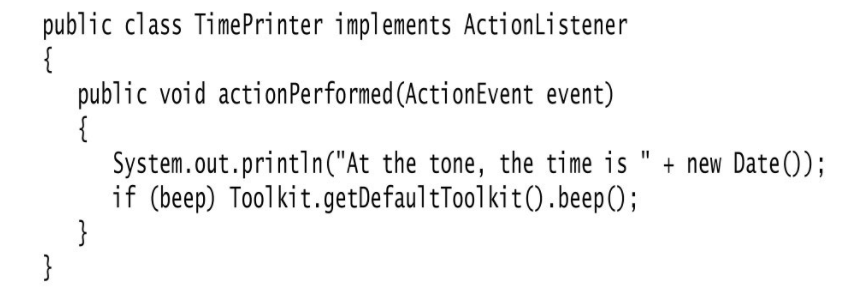 public class TimePrinter implements ActionListener
{
   public void actionPerformed(ActionEvent event)
   {
      System.out.println("At the tone, the time is " + new Date());
      if (beep) Toolkit.getDefaultToolkit().beep();
   }
}